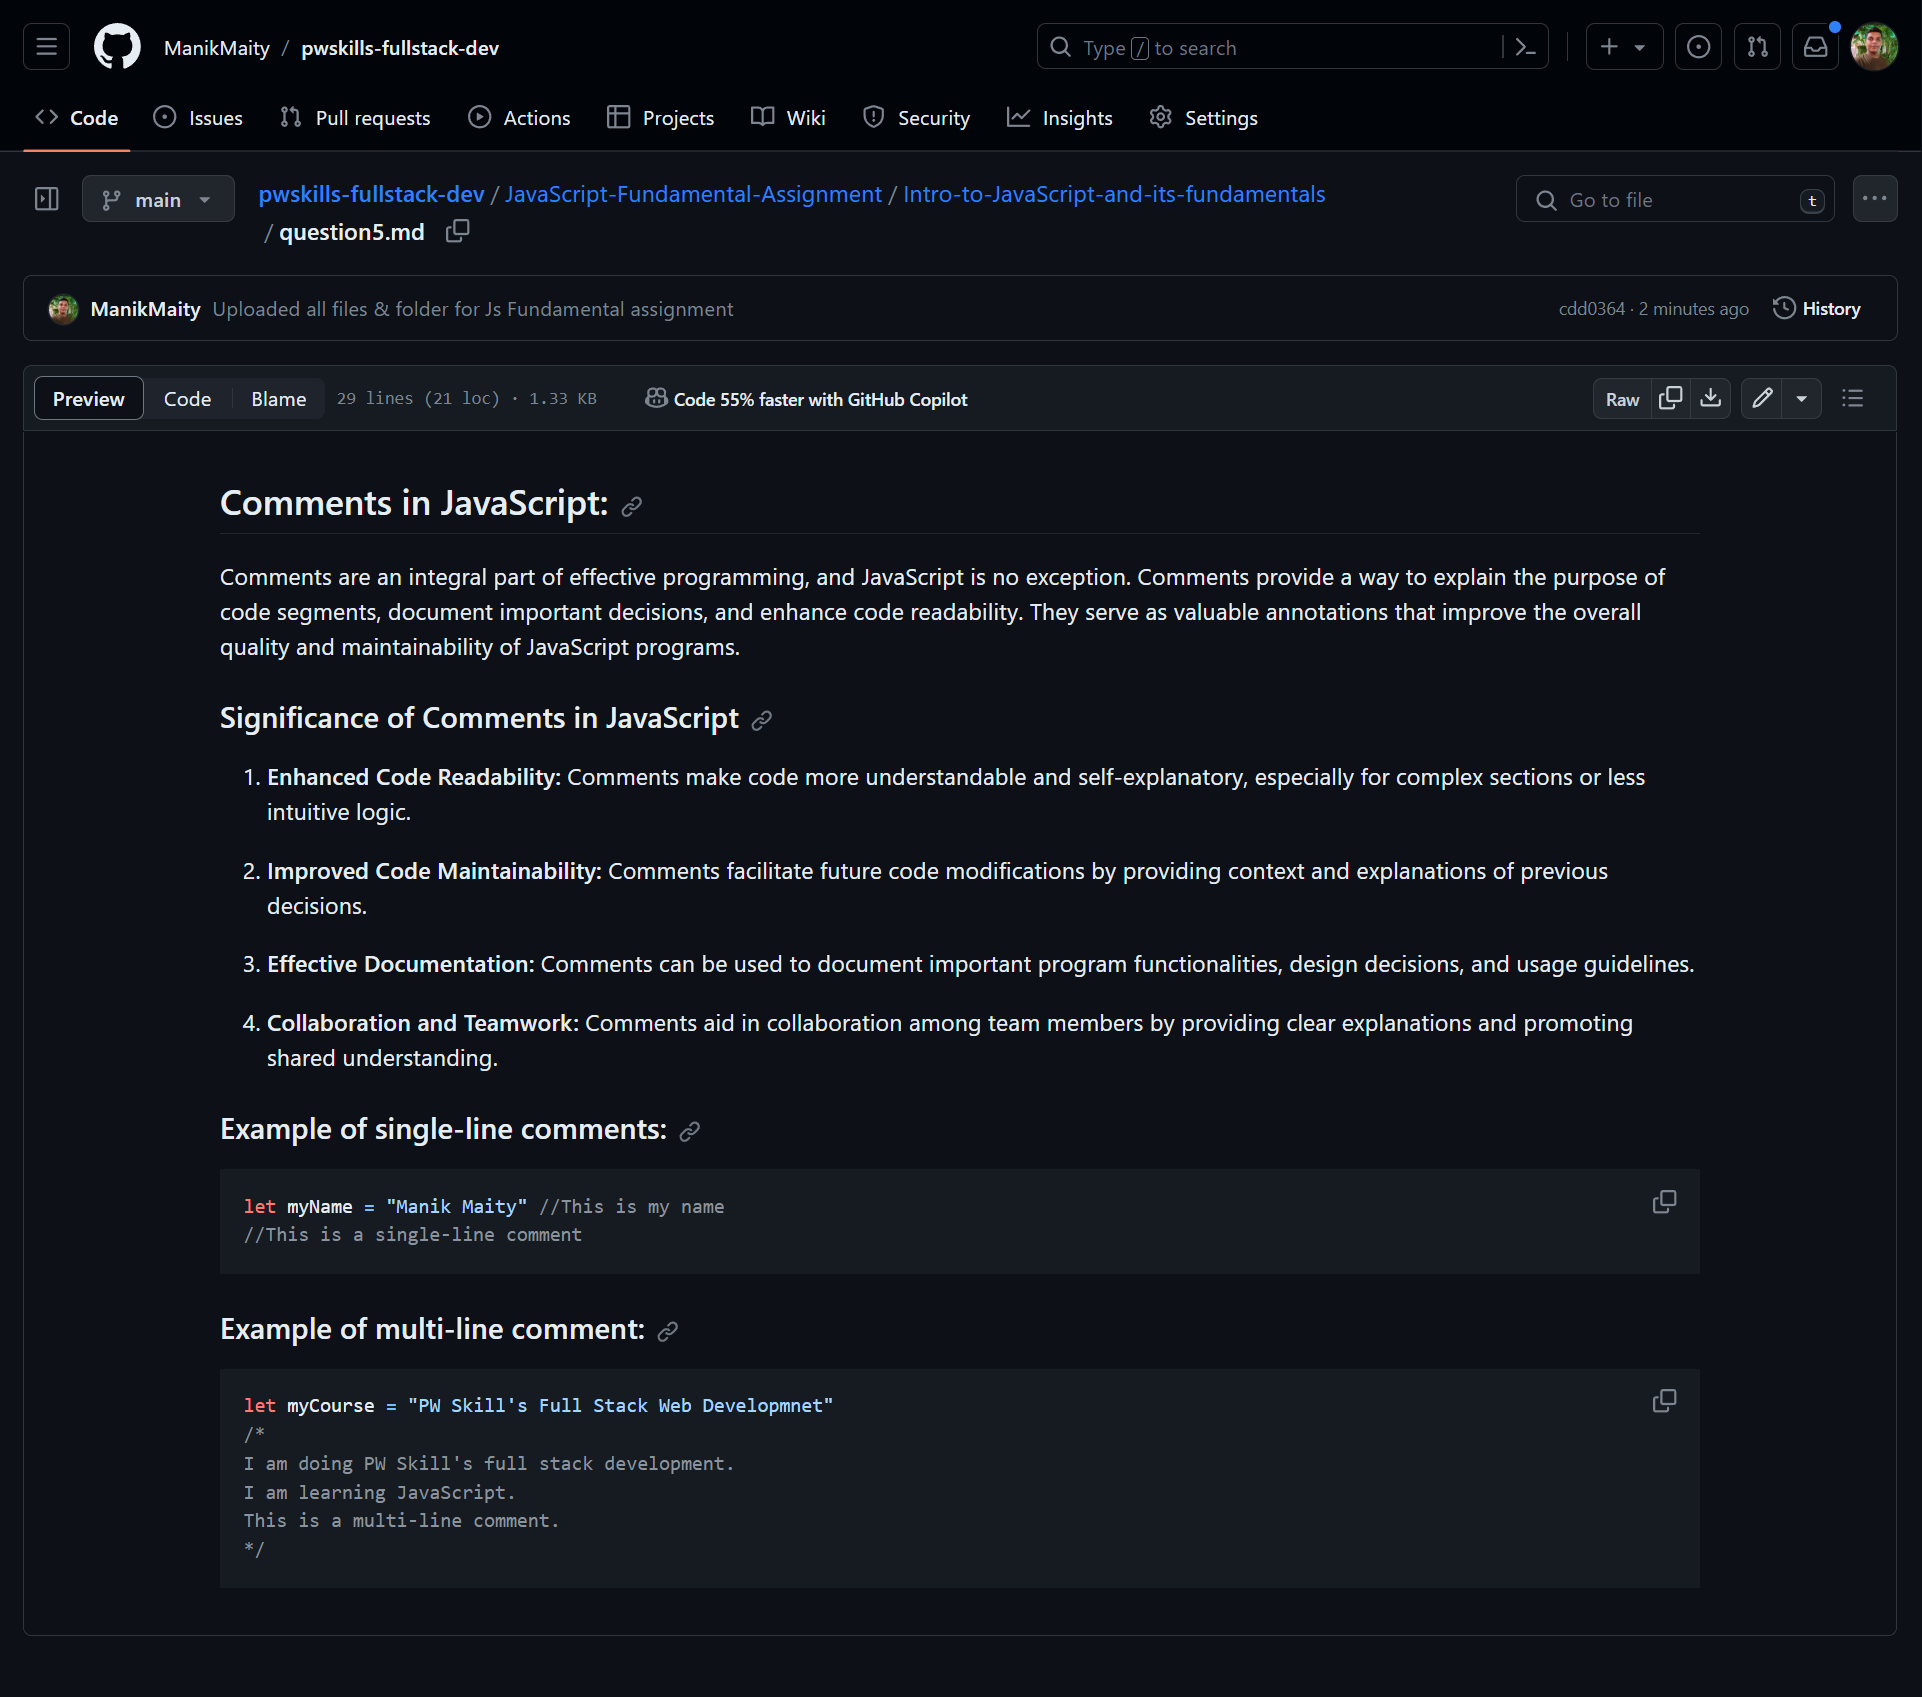 ManikMaity / pwskills-fullstack-dev
Type / to search
Code Issues Pull requests Actions Projects Wiki Security Insights Settings
main
pwskills-fullstack-dev / JavaScript-Fundamental-Assignment / Intro-to-JavaScript-and-its-fundamentals
/ question5.md
Go to file t
ManikMaity Uploaded all files & folder for Js Fundamental assignment
cdd0364 · 2 minutes ago History
Preview Code Blame 29 lines (21 loc) · 1.33 KB Code 55% faster with GitHub Copilot Raw
Comments in JavaScript:
Comments are an integral part of effective programming, and JavaScript is no exception. Comments provide a way to explain the purpose of
code segments, document important decisions, and enhance code readability. They serve as valuable annotations that improve the overall
quality and maintainability of JavaScript programs.
Significance of Comments in JavaScript
1. Enhanced Code Readability: Comments make code more understandable and self-explanatory, especially for complex sections or less
intuitive logic.
2. Improved Code Maintainability: Comments facilitate future code modifications by providing context and explanations of previous
decisions.
3. Effective Documentation: Comments can be used to document important program functionalities, design decisions, and usage guidelines.
4. Collaboration and Teamwork: Comments aid in collaboration among team members by providing clear explanations and promoting
shared understanding.
Example of single-line comments:
let myName = "Manik Maity" //This is my name
//This is a single-line comment
Example of multi-line comment:
let myCourse = "PW Skill's Full Stack Web Developmnet"
/*
I am doing PW Skill's full stack development.
I am learning JavaScript.
This is a multi-line comment.
*/